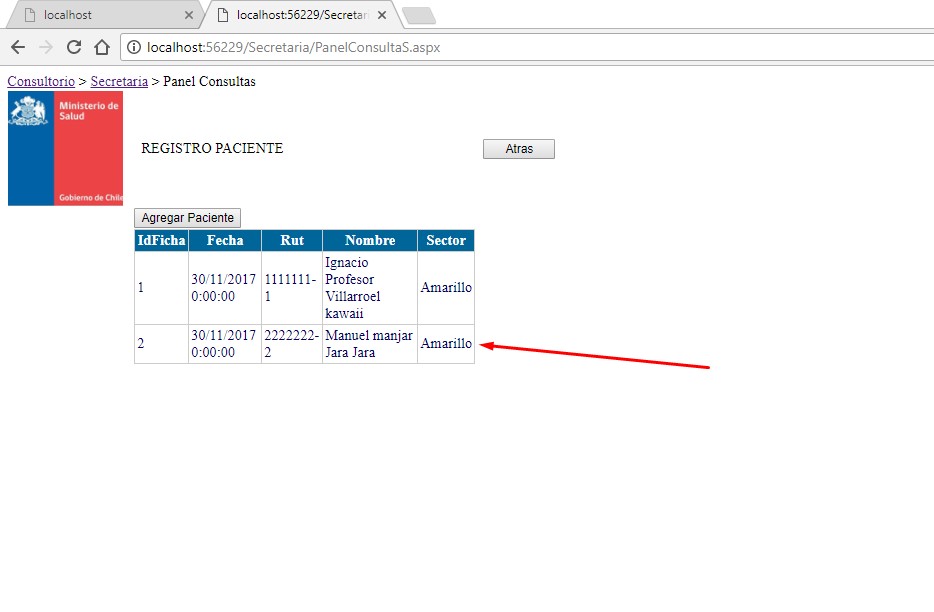 localhost
localhost:56229/Secretar
localhost:56229/Secretaria/PanelConsultaS.aspx
Consultorio > Secretaria > Panel Consultas
Ministerio de
Salud
Gobierno de Chile
REGISTRO PACIENTE
Atras
Agregar Paciente
IdFicha Fecha Rut Nombre Sector
1 30/11/2017 0:00:00 1111111-1 Ignacio Profesor Villarroel kawaii Amarillo
2 30/11/2017 0:00:00 2222222-2 Manuel manjar Jara Jara Amarillo